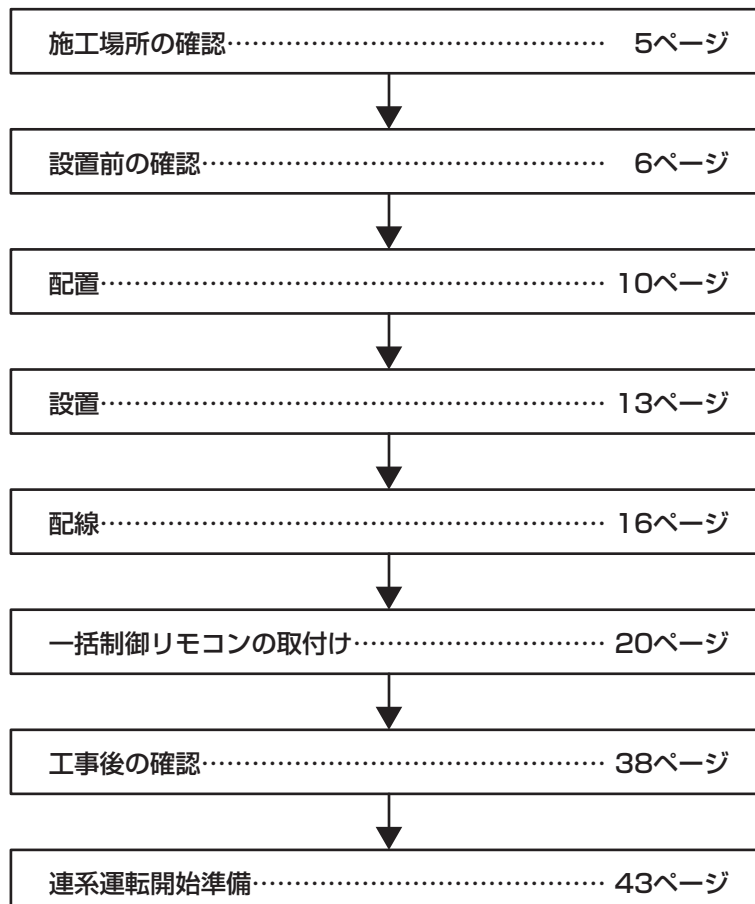 施工場所の確認…………………………………………… 5ページ
設置前の確認……………………………………………… 6ページ
配置………………………………………………………… 10ページ
設置………………………………………………………… 13ページ
配線………………………………………………………… 16ページ
一括制御リモコンの取付け……………………………… 20ページ
工事後の確認……………………………………………… 38ページ
連系運転開始準備………………………………………… 43ページ